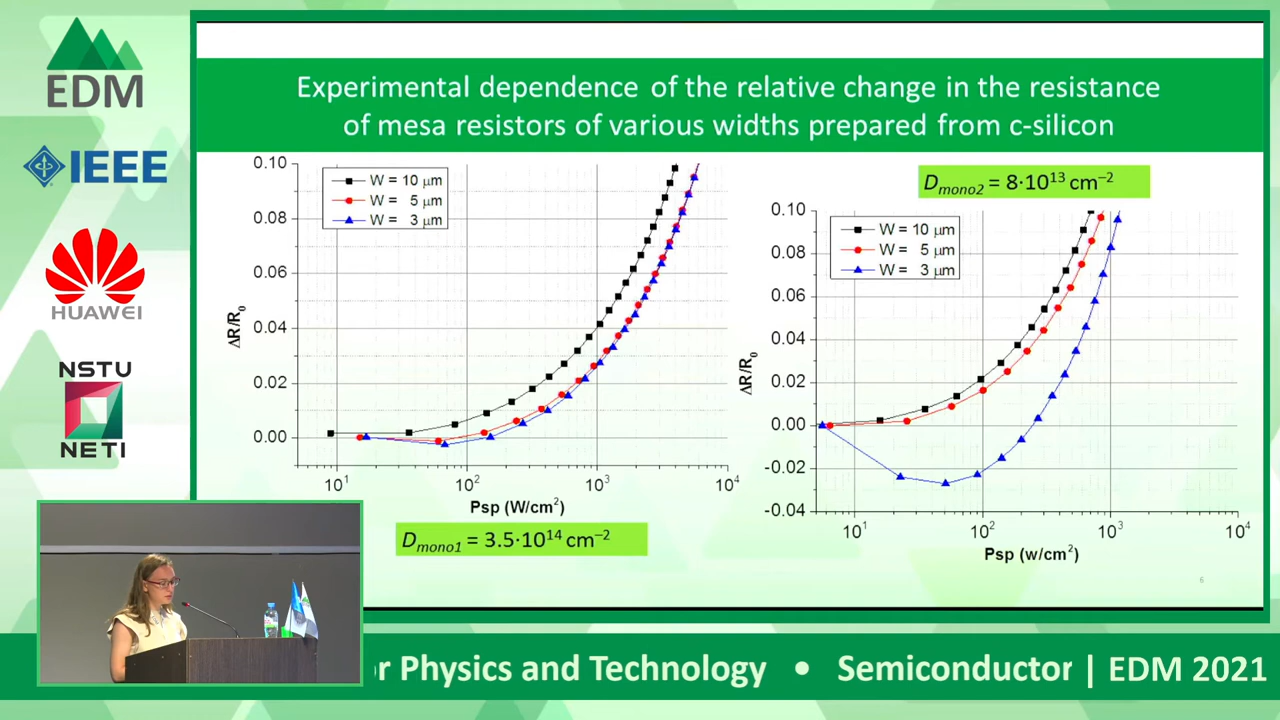 EDM
IEEE
HUAWEI
NSTU
NETI
Experimental dependence of the relative change in the resistance
of mesa resistors of various widths prepared from c-silicon
0.10
0.08
0.06
0.04
0.02
0.00
ΔR/R₀
W = 10 μm
W = 5 μm
W = 3 μm
10¹
10²
10³
10⁴
Psp (W/cm²)
D_mono1 = 3.5·10¹⁴ cm⁻²
D_mono2 = 8·10¹³ cm⁻²
0.10
0.08
0.06
0.04
0.02
0.00
-0.02
-0.04
ΔR/R₀
W = 10 μm
W = 5 μm
W = 3 μm
10¹
10²
10³
10⁴
Psp (w/cm²)
6
or Physics and Technology • Semiconductor | EDM 2021